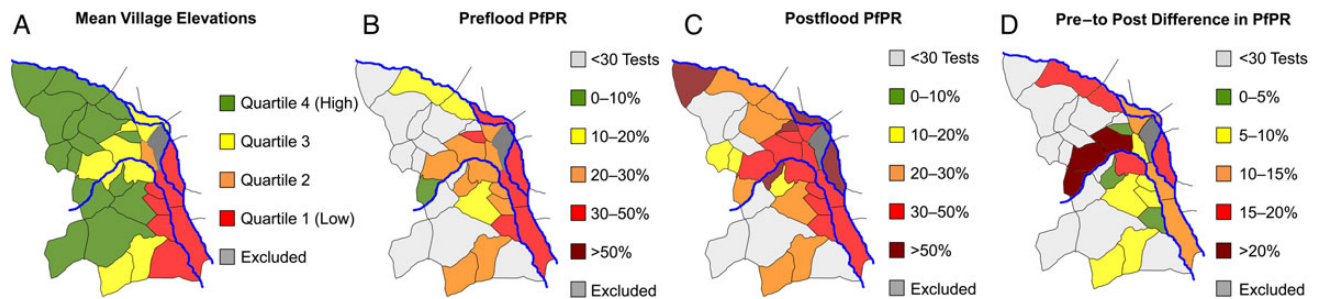 A
Mean Village Elevations
Quartile 4 (High)
Quartile 3
Quartile 2
Quartile 1 (Low)
Excluded
B
Preflood PfPR
<30 Tests
0–10%
10–20%
20–30%
30–50%
>50%
Excluded
C
Postflood PfPR
<30 Tests
0–10%
10–20%
20–30%
30–50%
>50%
Excluded
D
Pre–to Post Difference in PfPR
<30 Tests
0–5%
5–10%
10–15%
15–20%
>20%
Excluded